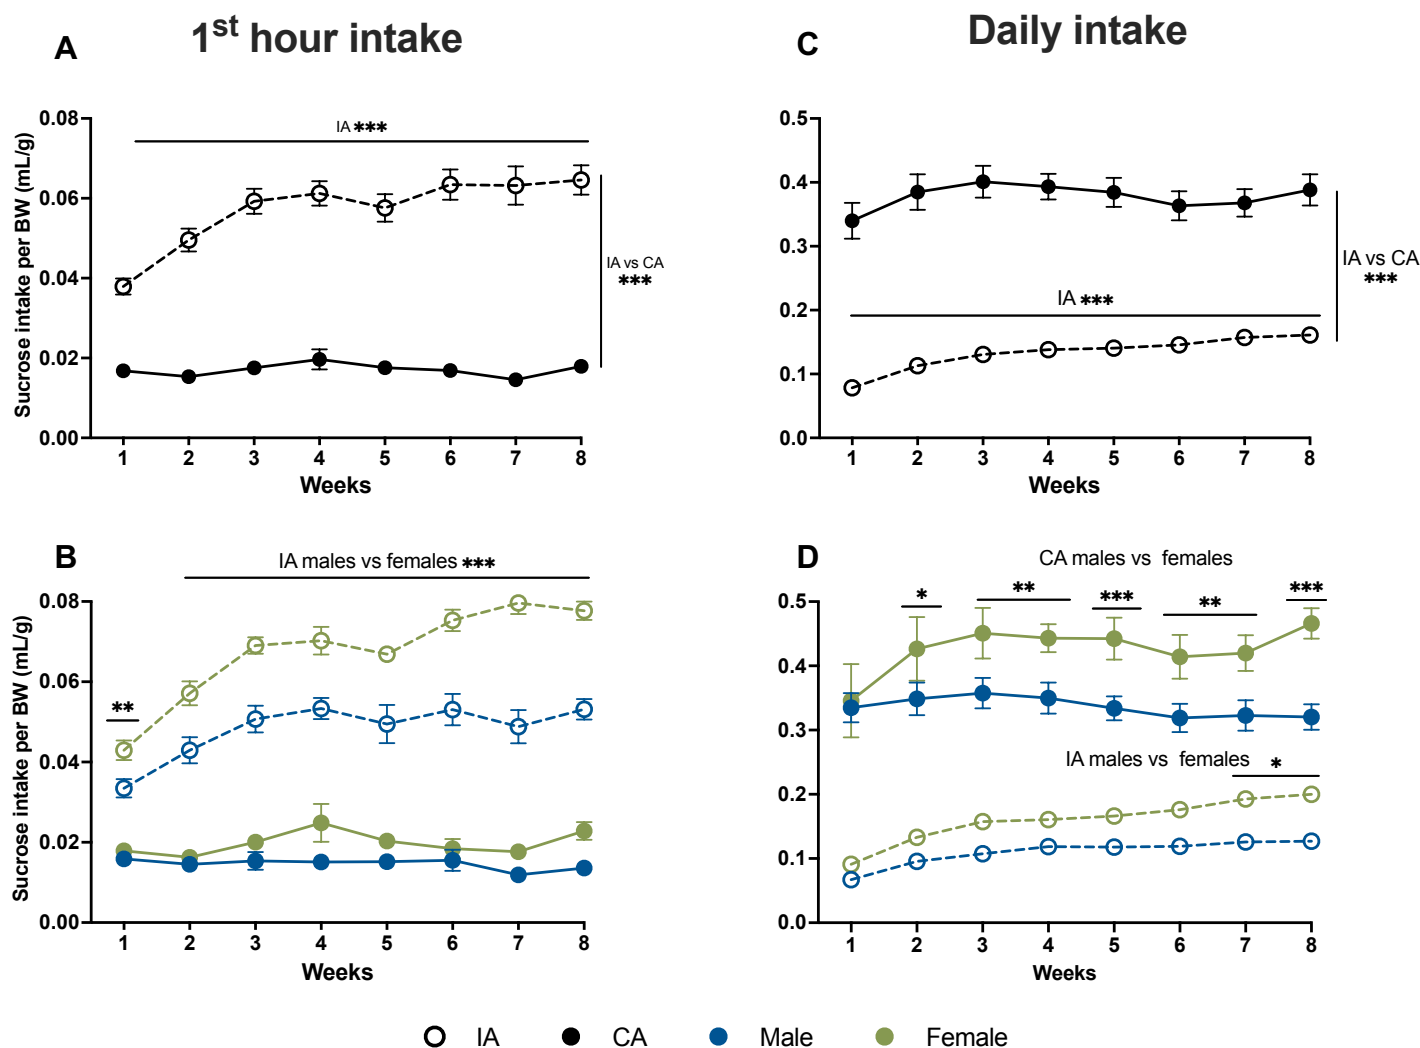 A
1st hour intake
Sucrose intake per BW (mL/g)
0.08
0.06
0.04
0.02
0.00
IA ***
IA vs CA
***
1 2 3 4 5 6 7 8
Weeks
C
Daily intake
0.5
0.4
0.3
0.2
0.1
0.0
IA ***
IA vs CA
***
1 2 3 4 5 6 7 8
Weeks
B
IA males vs females ***
**
Sucrose intake per BW (mL/g)
0.08
0.06
0.04
0.02
0.00
1 2 3 4 5 6 7 8
Weeks
D
CA males vs females
* ** *** ** ***
0.5
0.4
0.3
0.2
0.1
0.0
IA males vs females
*
1 2 3 4 5 6 7 8
Weeks
IA CA Male Female